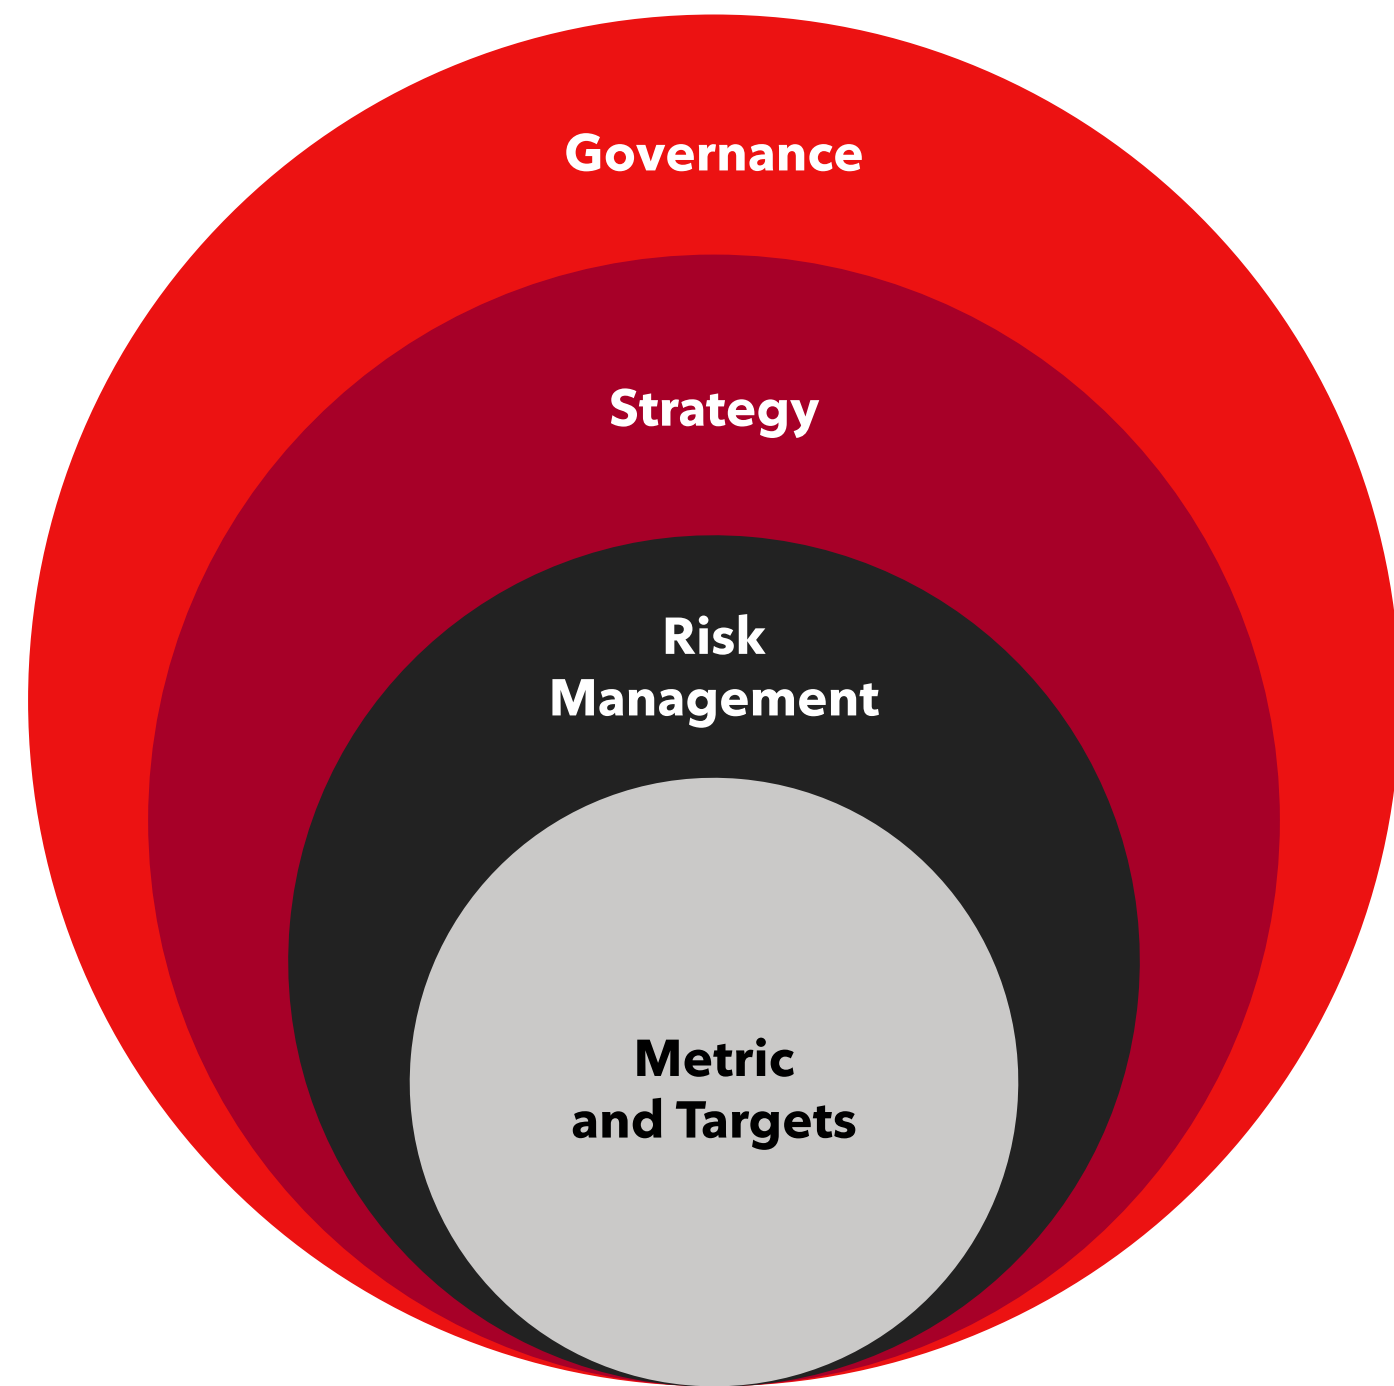 Governance
Strategy
Risk
Management
Metric
and Targets